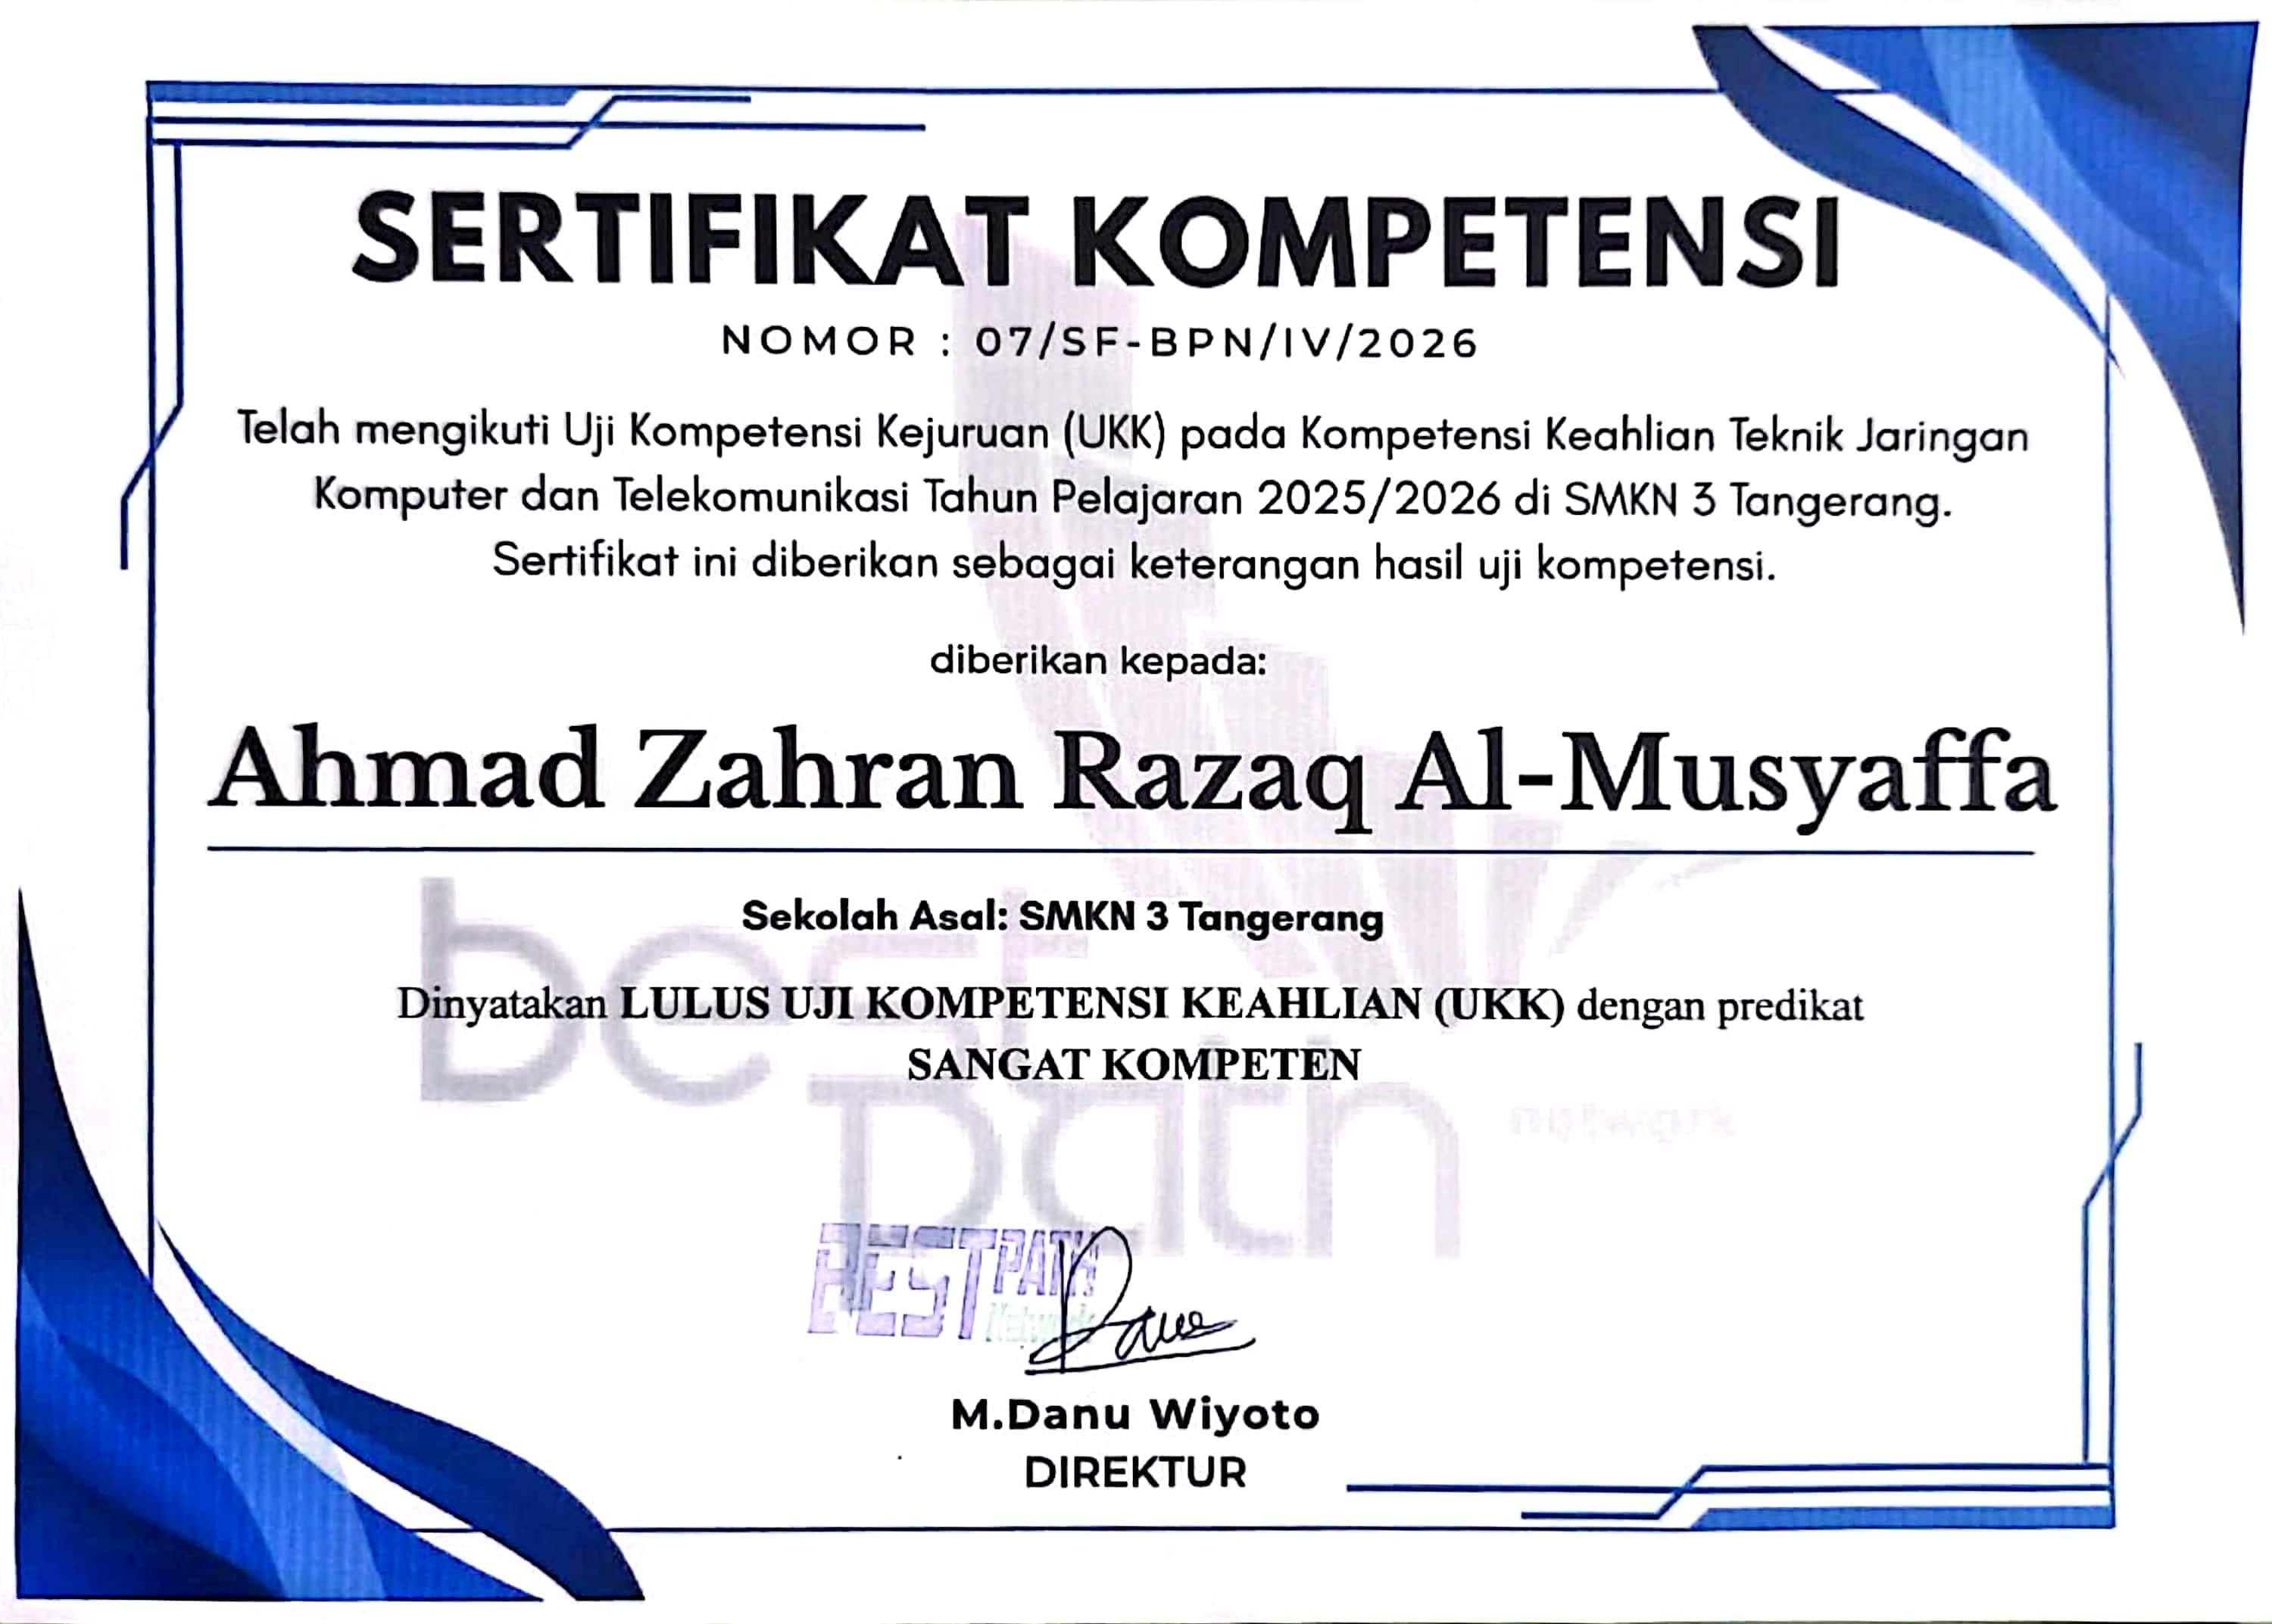 SERTIFIKAT KOMPETENSI
NOMOR : 07/SF-BPN/IV/2026
Telah mengikuti Uji Kompetensi Kejuruan (UKK) pada Kompetensi Keahlian Teknik Jaringan
Komputer dan Telekomunikasi Tahun Pelajaran 2025/2026 di SMKN 3 Tangerang.
Sertifikat ini diberikan sebagai keterangan hasil uji kompetensi.
diberikan kepada:
Ahmad Zahran Razaq Al-Musyaffa
Sekolah Asal: SMKN 3 Tangerang
Dinyatakan LULUS UJI KOMPETENSI KEAHLIAN (UKK) dengan predikat
SANGAT KOMPETEN
best
path
network
BESTPATH
Network
M.Danu Wiyoto
DIREKTUR